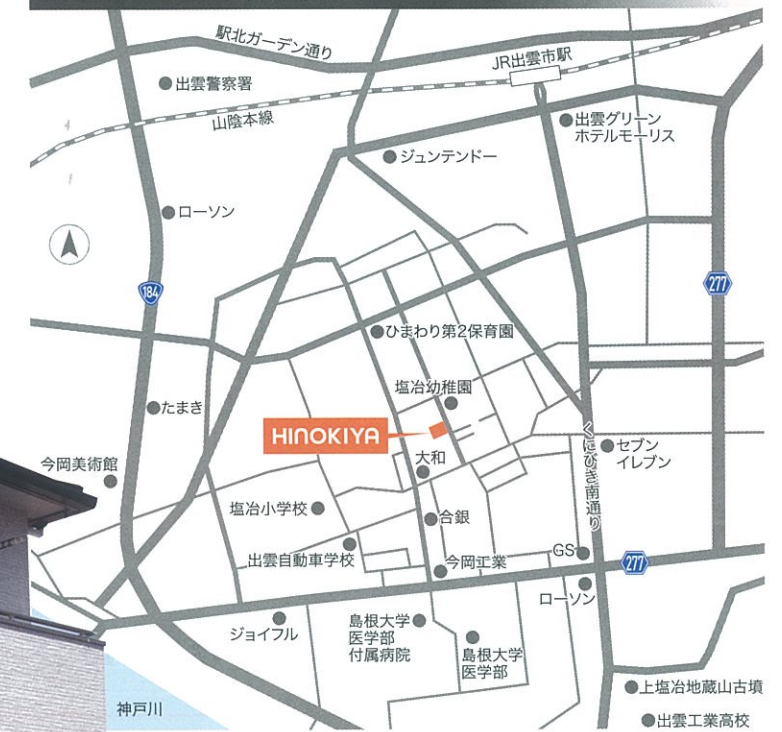 駅北ガーデン通り
JR出雲市駅
出雲警察署
山陰本線
出雲グリーン
ホテルモーリス
ジュンテンドー
ローソン
184
277
ひまわり第2保育園
塩冶幼稚園
たまき
HINOKIYA
大和
くにびき南通り
セブン
イレブン
今岡美術館
塩冶小学校
合銀
出雲自動車学校
今岡工業
GS
277
ローソン
ジョイフル
島根大学
医学部
付属病院
島根大学
医学部
上塩冶地蔵山古墳
神戸川
出雲工業高校